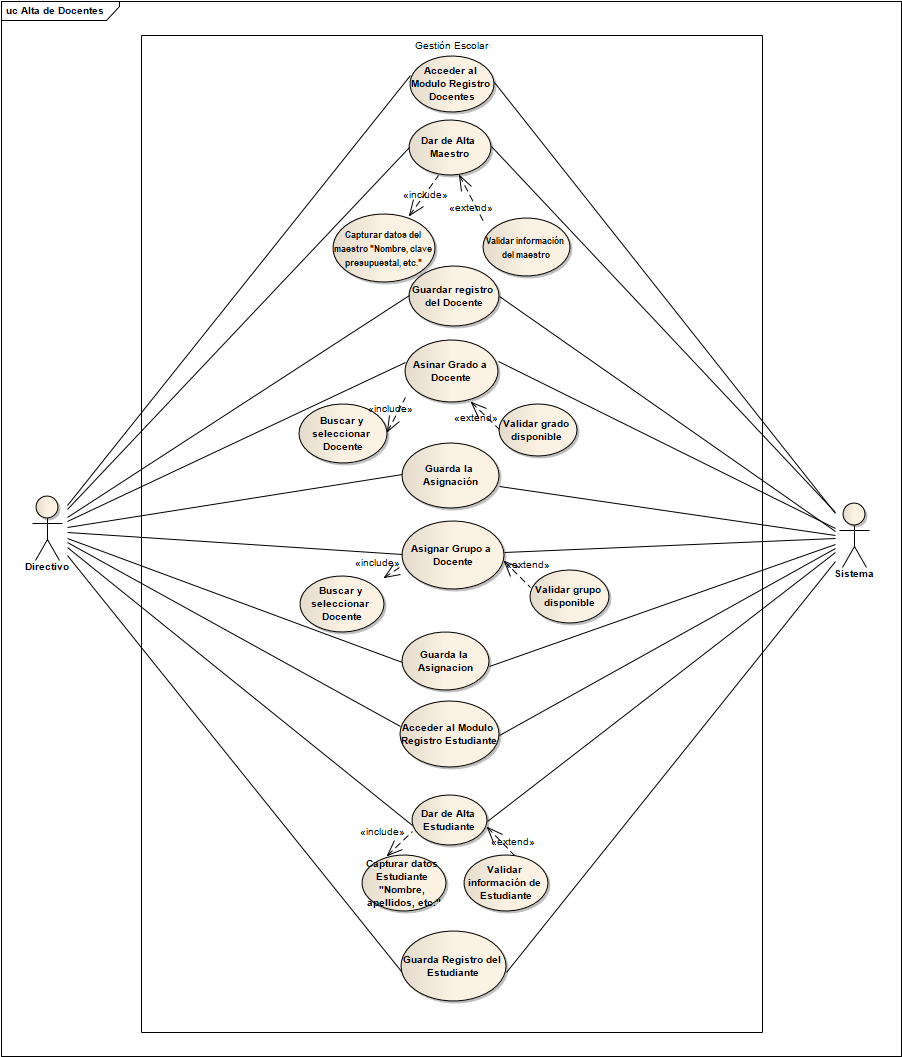 uc Alta de Docentes
Gestión Escolar
Acceder al
Modulo Registro
Docentes
Dar de Alta
Maestro
«include»
«extend»
Capturar datos del
maestro "Nombre, clave
presupuestal, etc."
Validar información
del maestro
Guardar registro
del Docente
Asinar Grado a
Docente
«include»
«extend»
Buscar y
seleccionar
Docente
Validar grado
disponible
Guarda la
Asignación
Directivo
Sistema
Asignar Grupo a
Docente
«include»
«extend»
Buscar y
seleccionar
Docente
Validar grupo
disponible
Guarda la
Asignacion
Acceder al Modulo
Registro Estudiante
Dar de Alta
Estudiante
«include»
«extend»
Capturar datos
Estudiante
"Nombre,
apellidos, etc."
Validar
información de
Estudiante
Guarda Registro del
Estudiante